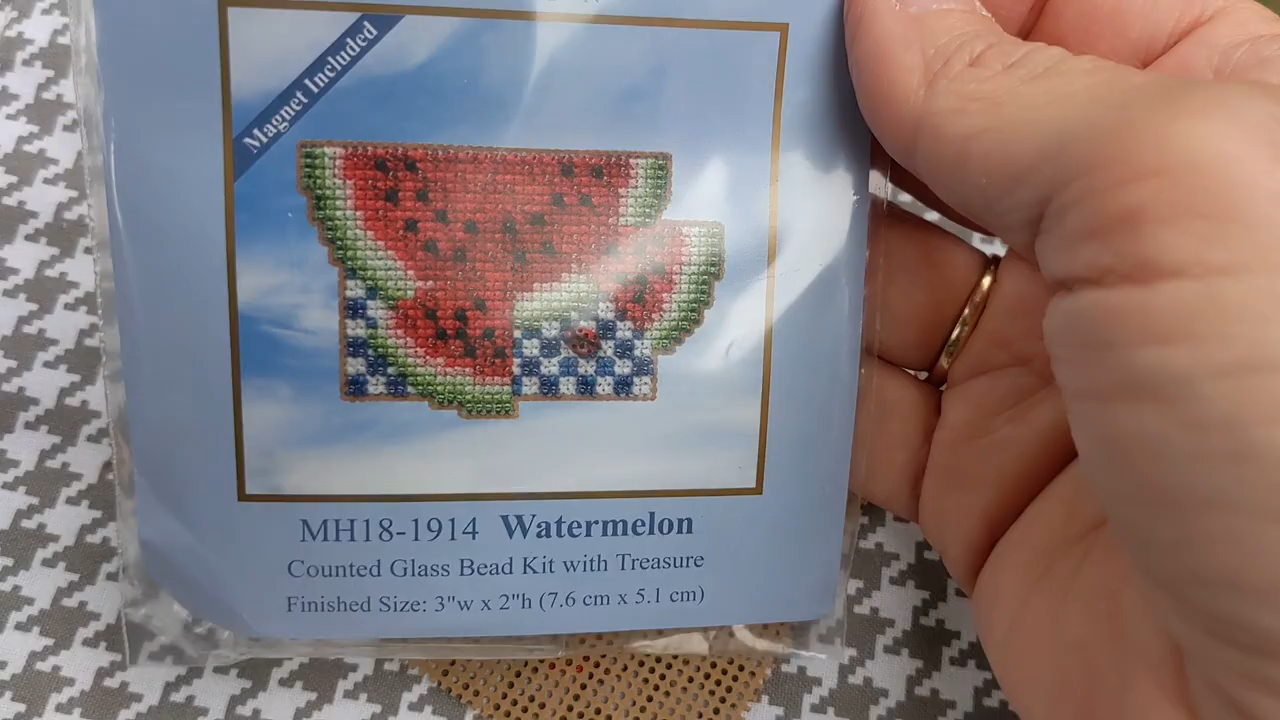 Magnet Included
MH18-1914 Watermelon
Counted Glass Bead Kit with Treasure
Finished Size: 3"w x 2"h (7.6 cm x 5.1 cm)